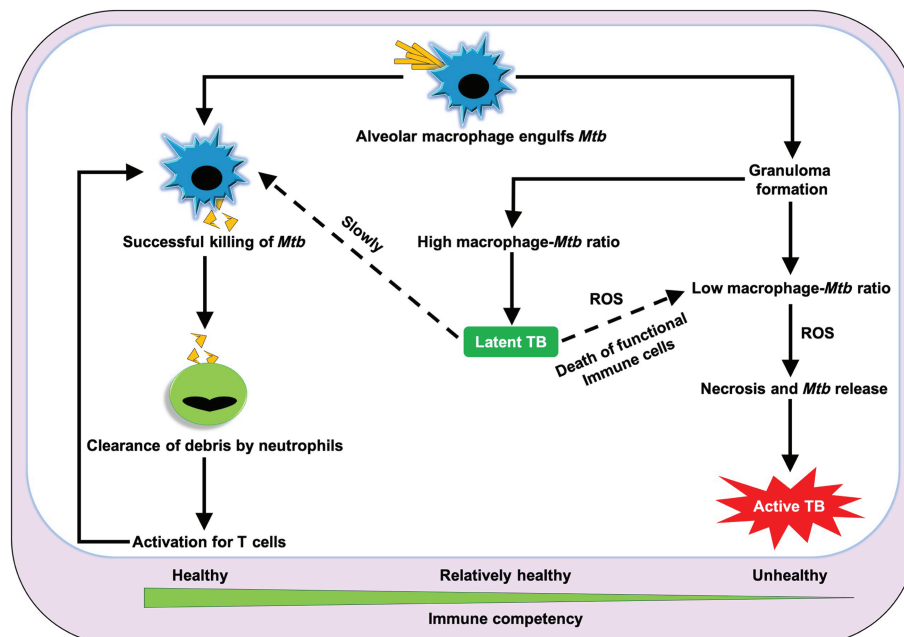 Alveolar macrophage engulfs Mtb
Granuloma
formation
Slowly
Successful killing of Mtb
High macrophage-Mtb ratio
Low macrophage-Mtb ratio
ROS
Latent TB
Death of functional
Immune cells
ROS
Necrosis and Mtb release
Clearance of debris by neutrophils
Active TB
Activation for T cells
Healthy
Relatively healthy
Unhealthy
Immune competency